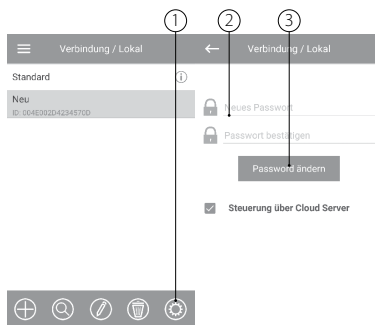 1
2
3
Verbindung / Lokal
Standard
Neu
ID: 004E002D4234570D
Verbindung / Lokal
Neues Passwort
Passwort bestätigen
Password ändern
Steuerung über Cloud Server